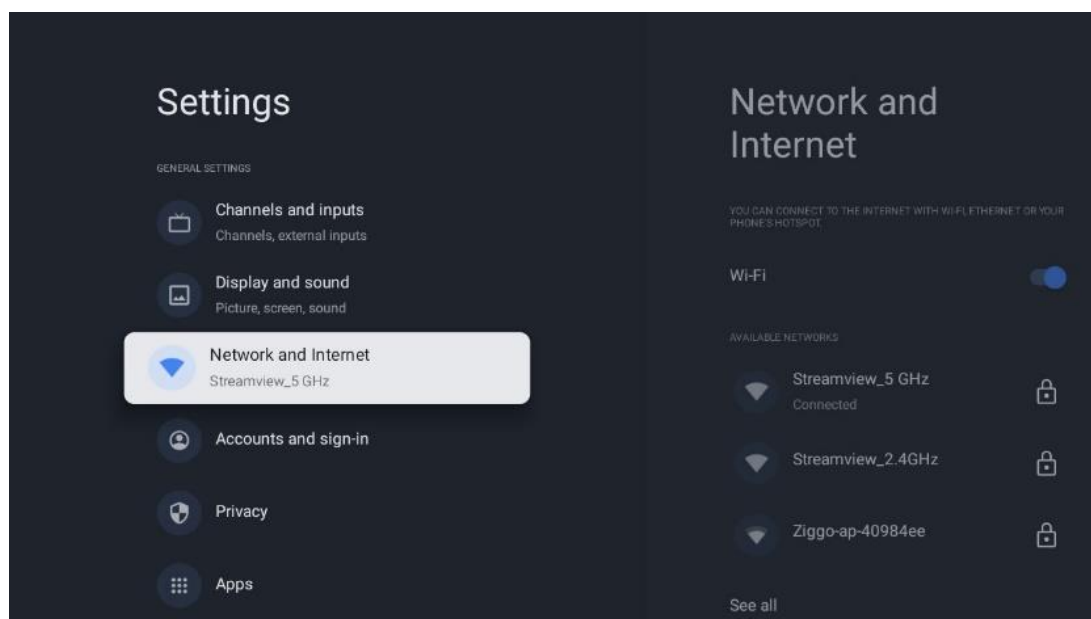 Settings
GENERAL SETTINGS
Channels and inputs
Channels, external inputs
Display and sound
Picture, screen, sound
Network and Internet
Streamview_5 GHz
Accounts and sign-in
Privacy
Apps
Network and
Internet
YOU CAN CONNECT TO THE INTERNET WITH WI-FI, ETHERNET OR YOUR
PHONE'S HOTSPOT.
Wi-Fi
AVAILABLE NETWORKS
Streamview_5 GHz
Connected
Streamview_2.4GHz
Ziggo-ap-40984ee
See all